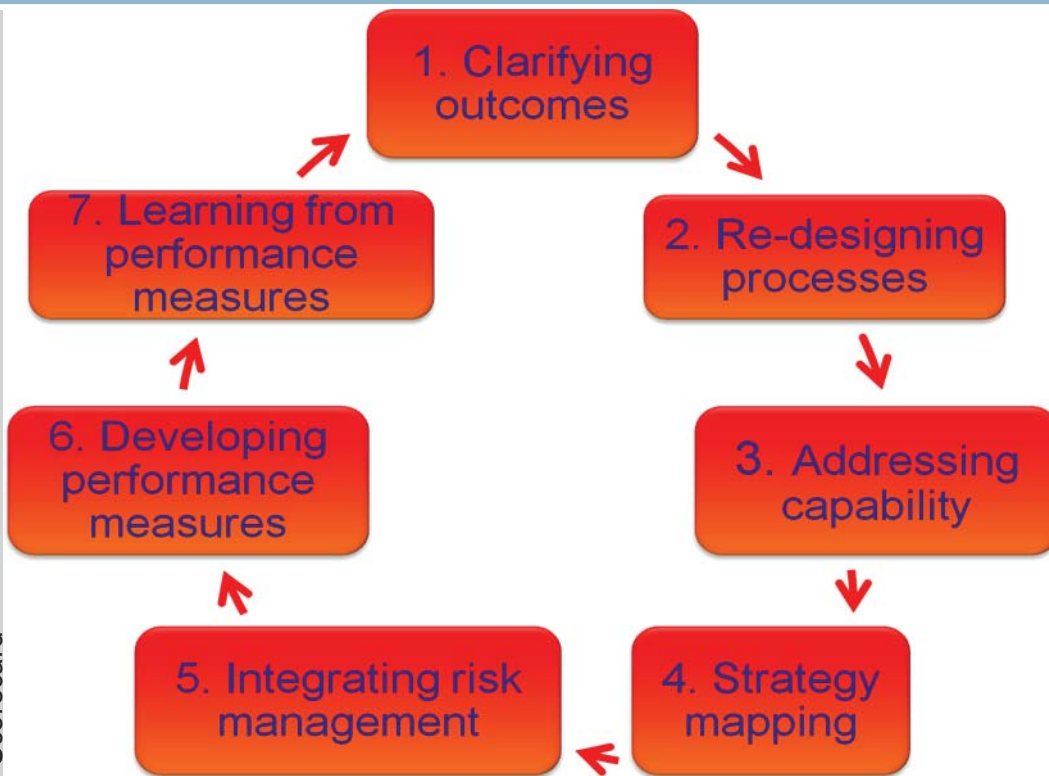 1. Clarifying
outcomes
2. Re-designing
processes
3. Addressing
capability
4. Strategy
mapping
5. Integrating risk
management
6. Developing
performance
measures
7. Learning from
performance
measures